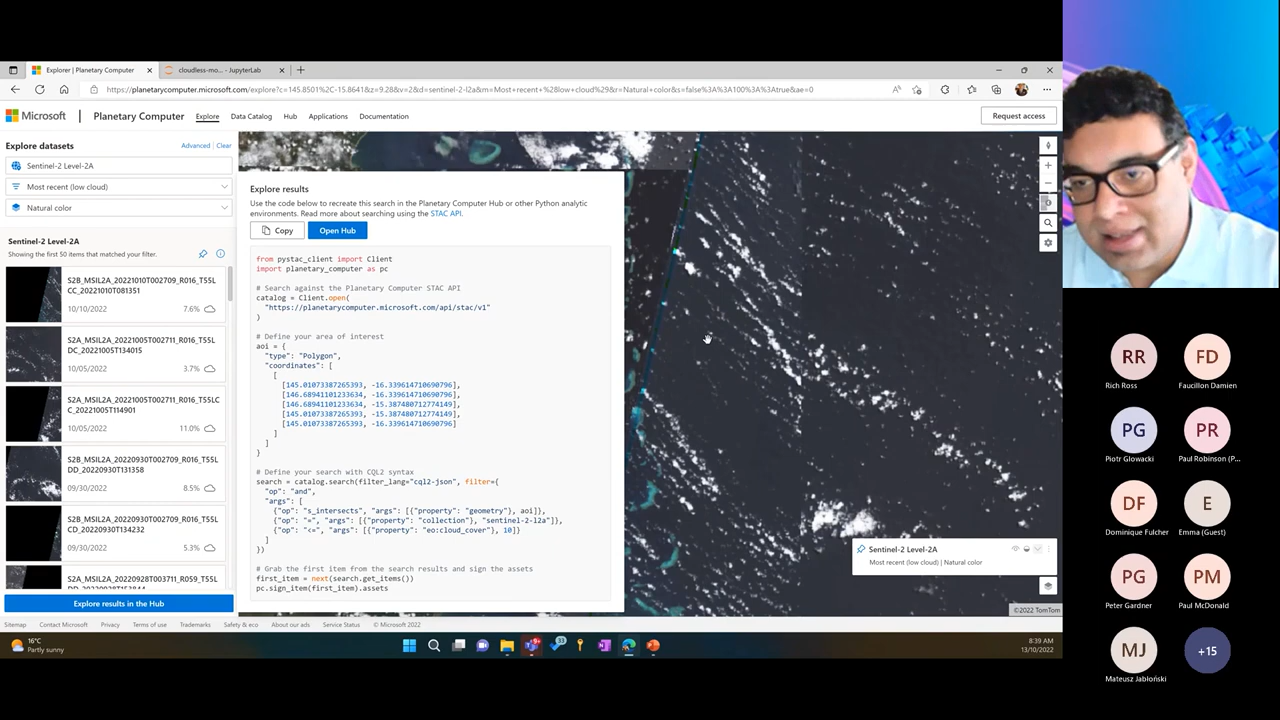 Explorer | Planetary Computer
cloudless-mo... - JupyterLab
https://planetarycomputer.microsoft.com/explore?c=145.8501%2C-15.8641&z=9.28&v=2&d=sentinel-2-l2a&m=Most+recent+%28low+cloud%29&r=Natural+color&s=false%3A%3A100%3A%3Atrue&ae=0
Microsoft
Planetary Computer
Explore
Data Catalog
Hub
Applications
Documentation
Request access
Explore datasets
Advanced
Clear
Sentinel-2 Level-2A
Most recent (low cloud)
Natural color
Sentinel-2 Level-2A
Showing the first 50 items that matched your filter.
S2B_MSIL2A_20221010T002709_R016_T55L
CC_20221010T081351
10/10/2022
7.6%
S2A_MSIL2A_20221005T002711_R016_T55L
DC_20221005T134015
10/05/2022
3.7%
S2A_MSIL2A_20221005T002711_R016_T55LC
C_20221005T114901
10/05/2022
11.0%
S2B_MSIL2A_20220930T002709_R016_T55L
DD_20220930T131358
09/30/2022
8.5%
S2B_MSIL2A_20220930T002709_R016_T55L
CD_20220930T134232
09/30/2022
5.3%
S2A_MSIL2A_20220928T003711_R059_T55L
Explore results in the Hub
Explore results
Use the code below to recreate this search in the Planetary Computer Hub or other Python analytic
environments. Read more about searching using the STAC API.
Copy
Open Hub
from pystac_client import Client
import planetary_computer as pc
# Search against the Planetary Computer STAC API
catalog = Client.open(
"https://planetarycomputer.microsoft.com/api/stac/v1"
)
# Define your area of interest
aoi = {
"type": "Polygon",
"coordinates": [
[
[145.01073387265393, -16.339614710690796],
[146.68941101233634, -16.339614710690796],
[146.68941101233634, -15.387480712774149],
[145.01073387265393, -15.387480712774149],
[145.01073387265393, -16.339614710690796]
]
]
}
# Define your search with CQL2 syntax
search = catalog.search(filter_lang="cql2-json", filter={
"op": "and",
"args": [
{"op": "s_intersects", "args": [{"property": "geometry"}, aoi]},
{"op": "=", "args": [{"property": "collection"}, "sentinel-2-l2a"]},
{"op": "<=", "args": [{"property": "eo:cloud_cover"}, 10]}
]
})
# Grab the first item from the search results and sign the assets
first_item = next(search.get_items())
pc.sign_item(first_item).assets
Sentinel-2 Level-2A
Most recent (low cloud) | Natural color
©2022 TomTom
Sitemap
Contact Microsoft
Privacy
Terms of use
Trademarks
Safety & eco
About our ads
Service Status
© Microsoft 2022
16°C
Partly sunny
8:39 AM
13/10/2022
RR
Rich Ross
FD
Faucillon Damien
PG
Piotr Glowacki
PR
Paul Robinson (P...
DF
Dominique Fulcher
E
Emma (Guest)
PG
Peter Gardner
PM
Paul McDonald
MJ
Mateusz Jabłoński
+15